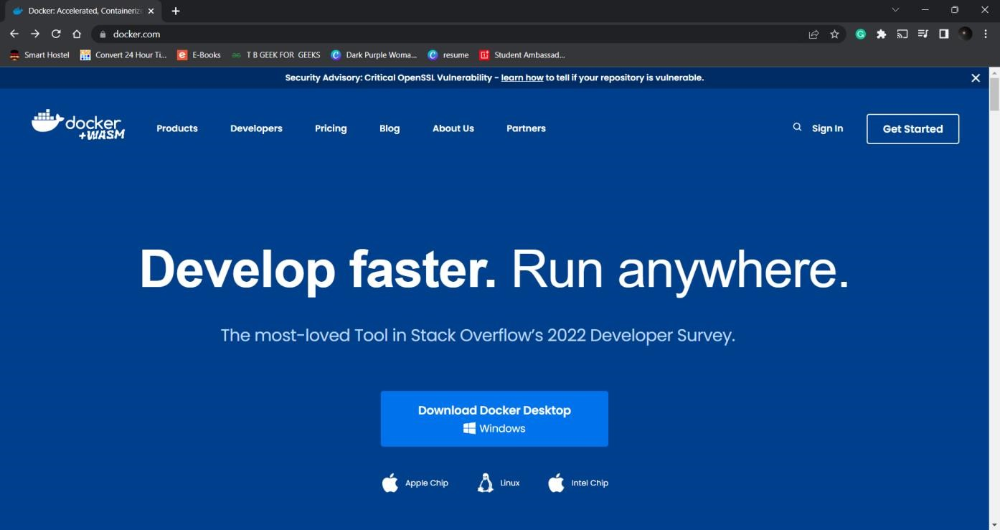 Docker: Accelerated, Containerize
docker.com
Smart Hostel Convert 24 Hour Ti... E-Books T B GEEK FOR GEEKS Dark Purple Woma... resume Student Ambassad...
Security Advisory: Critical OpenSSL Vulnerability - learn how to tell if your repository is vulnerable.
docker
+WASM
Products Developers Pricing Blog About Us Partners Sign In Get Started
Develop faster. Run anywhere.
The most-loved Tool in Stack Overflow's 2022 Developer Survey.
Download Docker Desktop
Windows
Apple Chip Linux Intel Chip